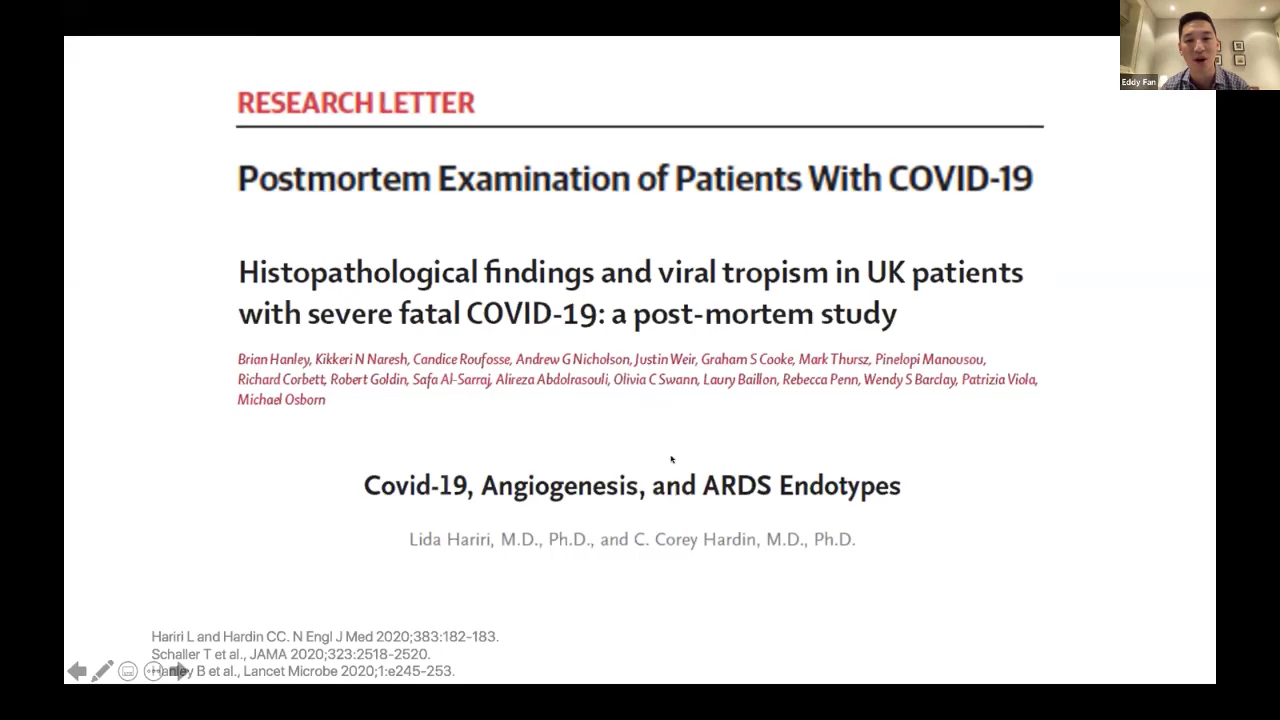 Eddy Fan
RESEARCH LETTER
Postmortem Examination of Patients With COVID-19
Histopathological findings and viral tropism in UK patients
with severe fatal COVID-19: a post-mortem study
Brian Hanley, Kikkeri N Naresh, Candice Roufosse, Andrew G Nicholson, Justin Weir, Graham S Cooke, Mark Thursz, Pinelopi Manousou,
Richard Corbett, Robert Goldin, Safa Al-Sarraj, Alireza Abdolrasouli, Olivia C Swann, Laury Baillon, Rebecca Penn, Wendy S Barclay, Patrizia Viola,
Michael Osborn
Covid-19, Angiogenesis, and ARDS Endotypes
Lida Hariri, M.D., Ph.D., and C. Corey Hardin, M.D., Ph.D.
Hariri L and Hardin CC. N Engl J Med 2020;383:182-183.
Schaller T et al., JAMA 2020;323:2518-2520.
Hanley B et al., Lancet Microbe 2020;1:e245-253.